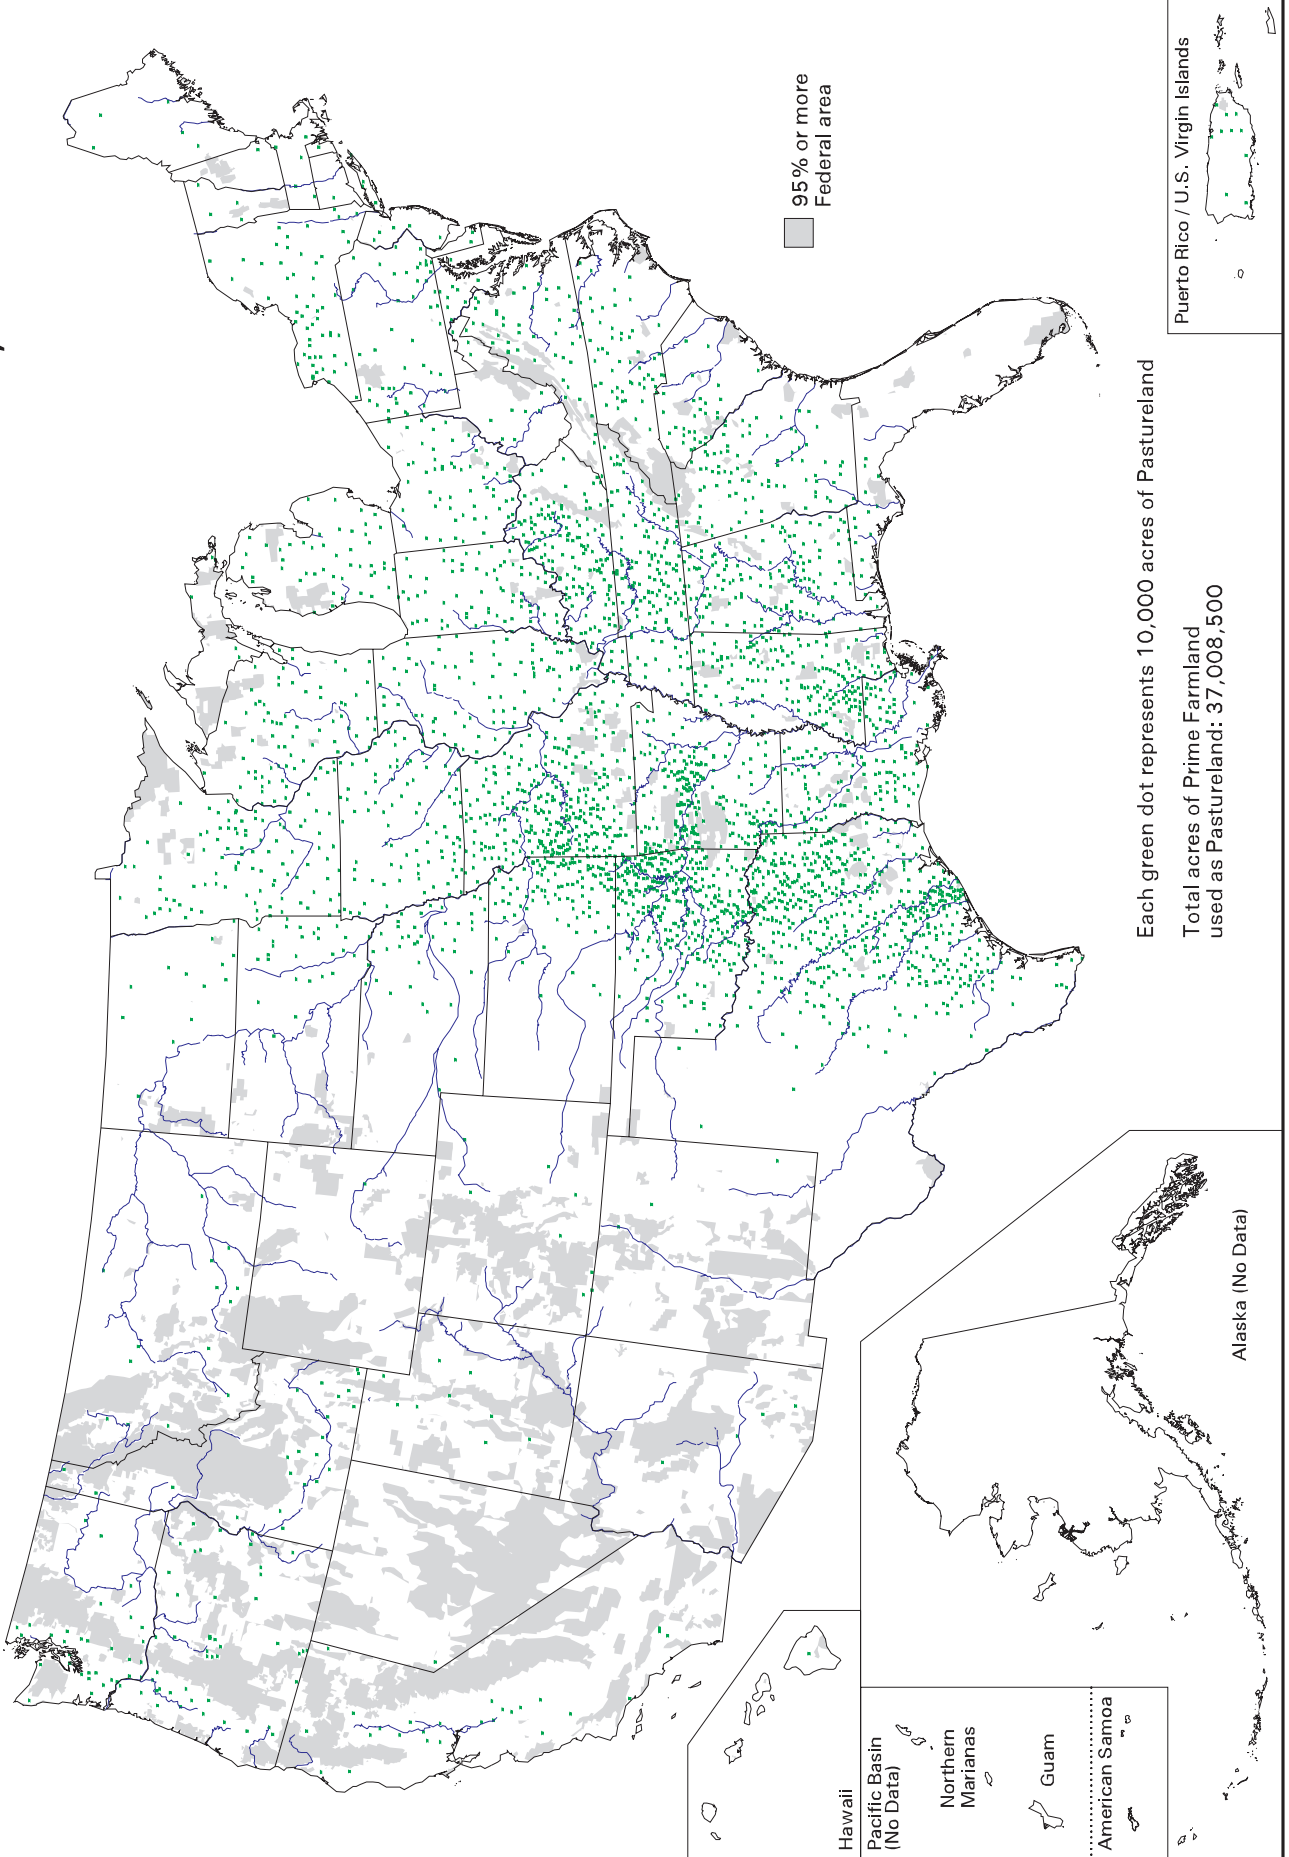 95% or more
Federal area
Each green dot represents 10,000 acres of Pastureland
Total acres of Prime Farmland
used as Pastureland: 37,008,500
Puerto Rico / U.S. Virgin Islands
Alaska (No Data)
Hawaii
Pacific Basin
(No Data)
Northern
Marianas
Guam
American Samoa